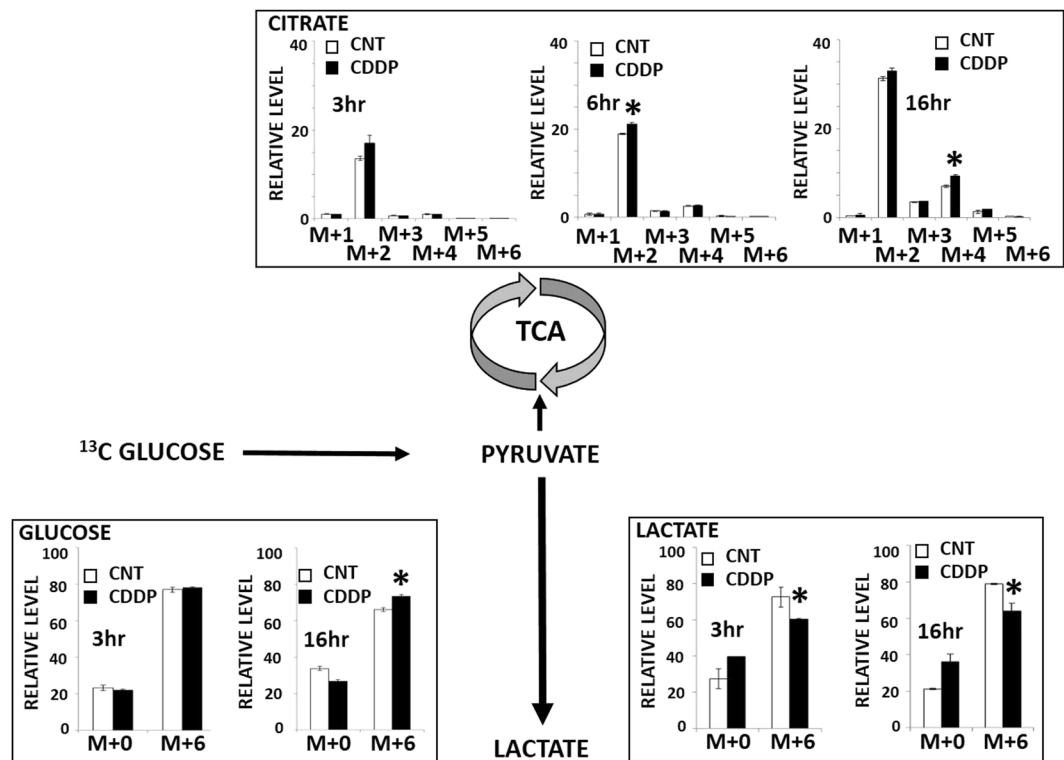 CITRATE
40
20
0
RELATIVE LEVEL
CNT
CDDP
3hr
M+1 M+3 M+5
M+2 M+4 M+6
40
20
0
RELATIVE LEVEL
CNT
CDDP
6hr
*
M+1 M+3 M+5
M+2 M+4 M+6
40
20
0
RELATIVE LEVEL
CNT
CDDP
16hr
*
M+1 M+3 M+5
M+2 M+4 M+6
TCA
¹³C GLUCOSE
PYRUVATE
LACTATE
GLUCOSE
100
80
60
40
20
0
RELATIVE LEVEL
CNT
CDDP
3hr
M+0 M+6
100
80
60
40
20
0
RELATIVE LEVEL
CNT
CDDP
16hr
*
M+0 M+6
LACTATE
100
80
60
40
20
0
RELATIVE LEVEL
CNT
CDDP
3hr
*
M+0 M+6
100
80
60
40
20
0
RELATIVE LEVEL
CNT
CDDP
16hr
*
M+0 M+6